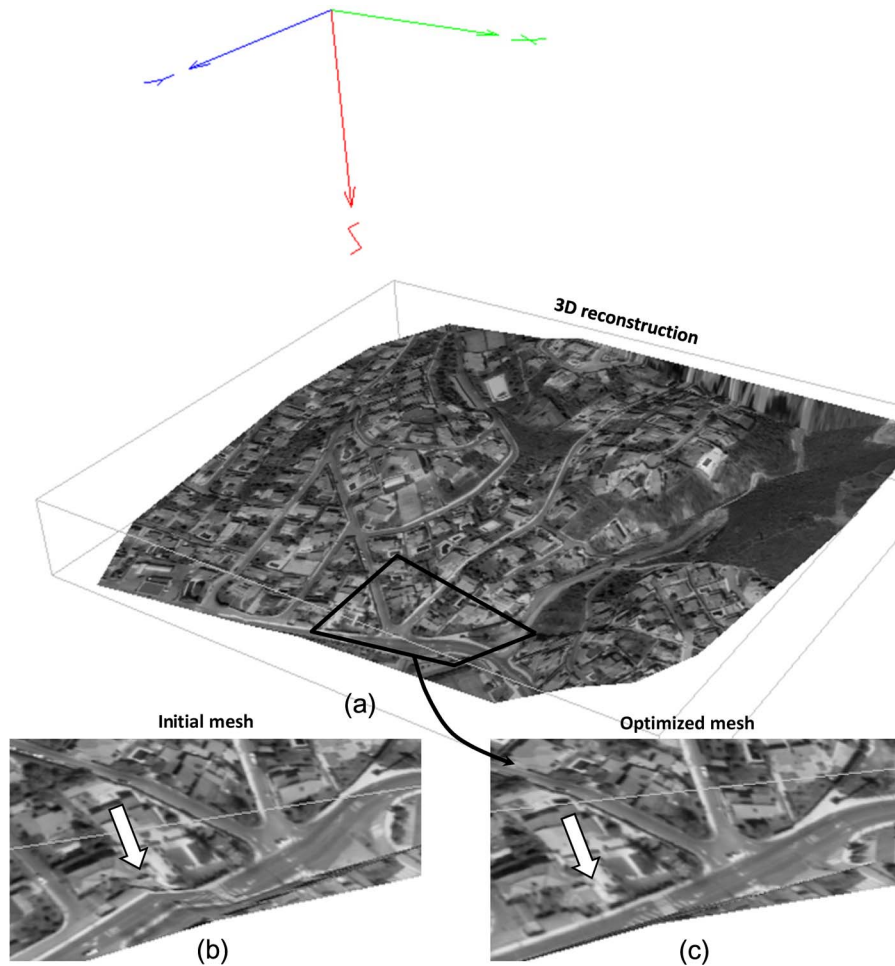 Y
X
Z
3D reconstruction
(a)
Initial mesh
Optimized mesh
(b)
(c)